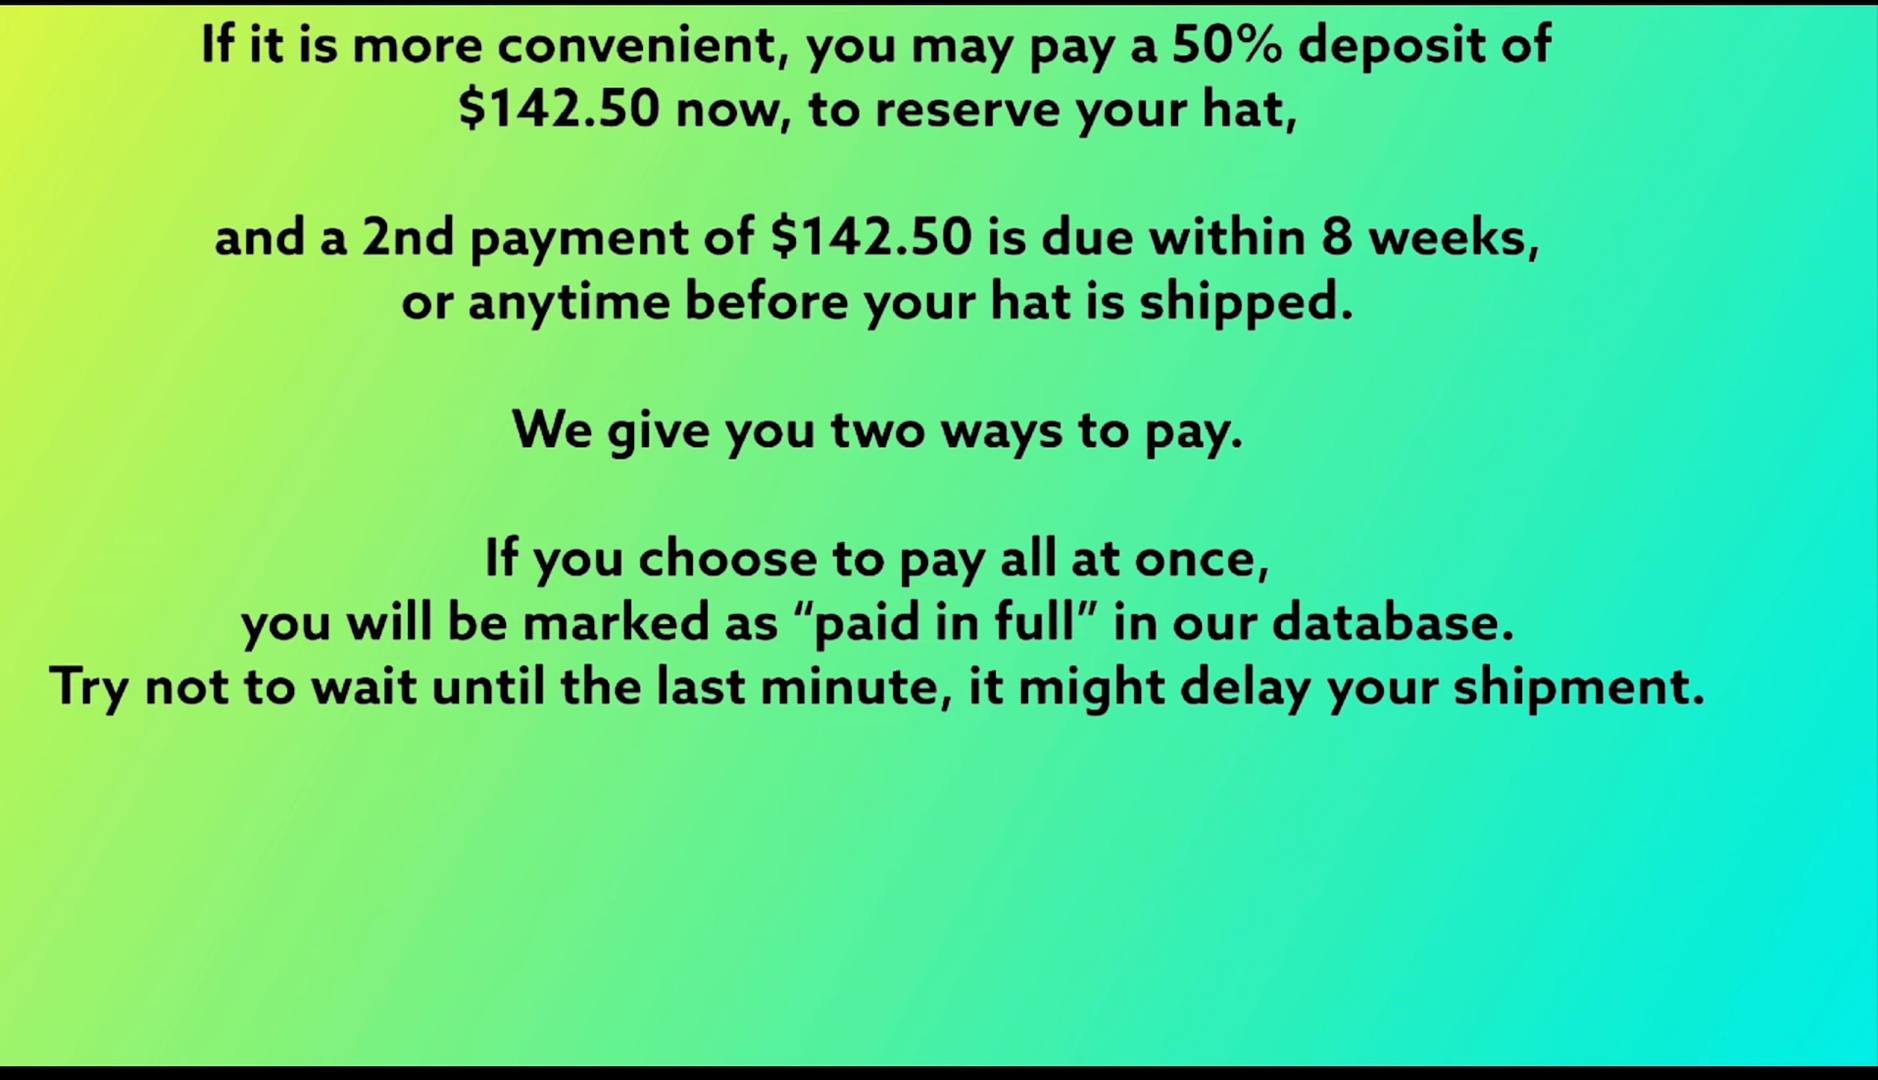 If it is more convenient, you may pay a 50% deposit of
$142.50 now, to reserve your hat,
and a 2nd payment of $142.50 is due within 8 weeks,
or anytime before your hat is shipped.
We give you two ways to pay.
If you choose to pay all at once,
you will be marked as “paid in full” in our database.
Try not to wait until the last minute, it might delay your shipment.